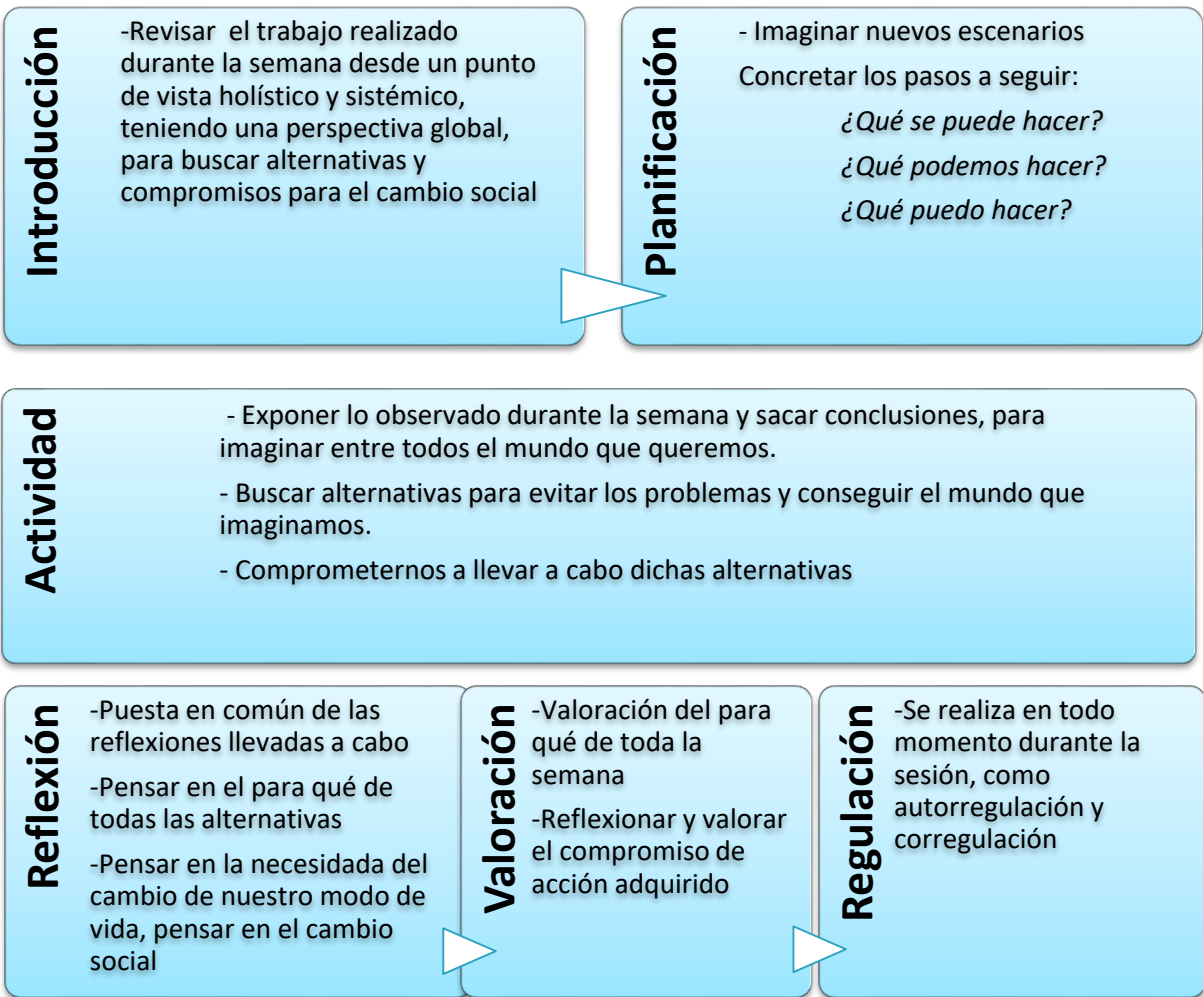 Introducción
-Revisar el trabajo realizado
durante la semana desde un punto
de vista holístico y sistémico,
teniendo una perspectiva global,
para buscar alternativas y
compromisos para el cambio social
Planificación
- Imaginar nuevos escenarios
Concretar los pasos a seguir:
¿Qué se puede hacer?
¿Qué podemos hacer?
¿Qué puedo hacer?
Actividad
- Exponer lo observado durante la semana y sacar conclusiones, para
imaginar entre todos el mundo que queremos.
- Buscar alternativas para evitar los problemas y conseguir el mundo que
imaginamos.
- Comprometernos a llevar a cabo dichas alternativas
Reflexión
-Puesta en común de las
reflexiones llevadas a cabo
-Pensar en el para qué de
todas las alternativas
-Pensar en la necesidada del
cambio de nuestro modo de
vida, pensar en el cambio
social
Valoración
-Valoración del para
qué de toda la
semana
-Reflexionar y valorar
el compromiso de
acción adquirido
Regulación
-Se realiza en todo
momento durante la
sesión, como
autorregulación y
corregulación